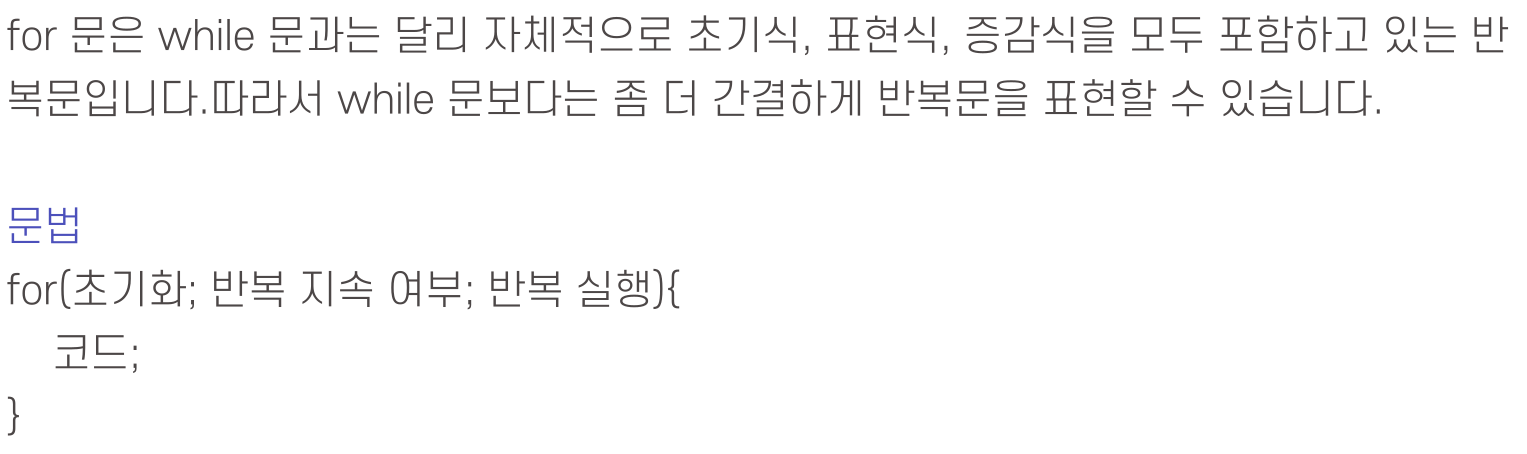 for 문은 while 문과는 달리 자체적으로 초기식, 표현식, 증감식을 모두 포함하고 있는 반
복문입니다.따라서 while 문보다는 좀 더 간결하게 반복문을 표현할 수 있습니다.
문법
for(초기화; 반복 지속 여부; 반복 실행){
코드;
}